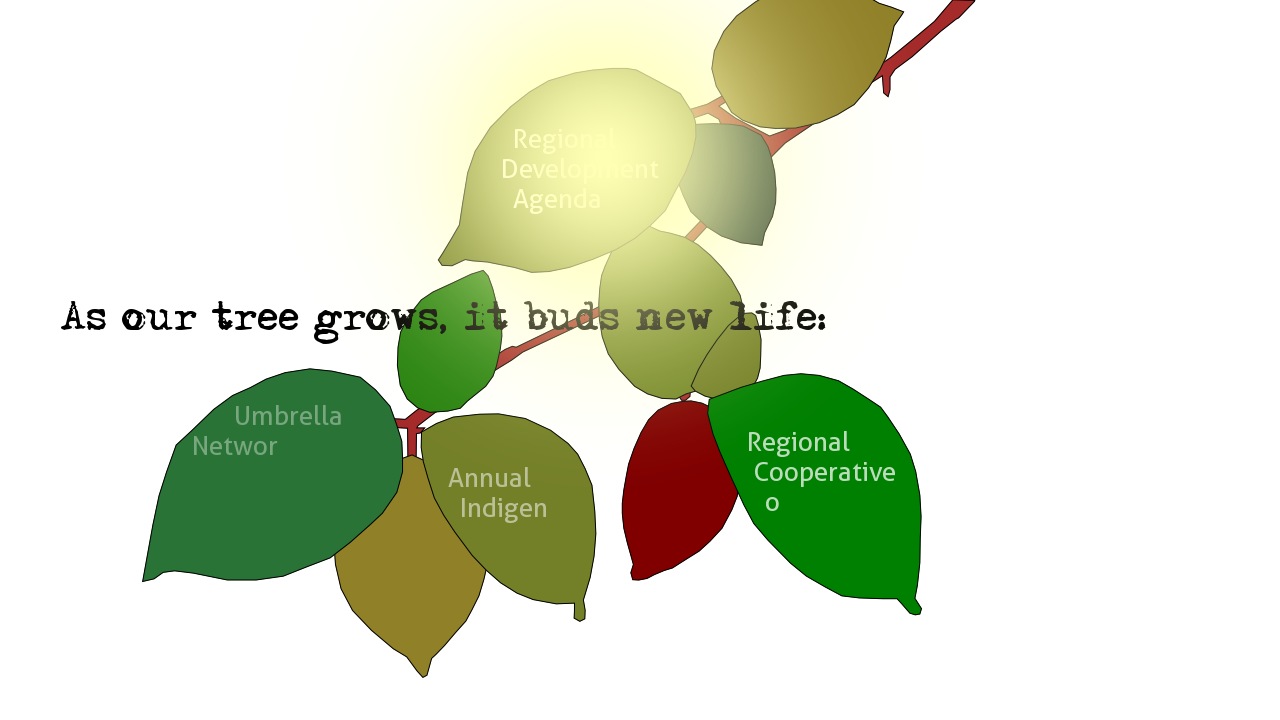 Regional
Development
Agenda
As our tree grows, it buds new life:
Umbrella
Networ
Annual
Indigen
Regional
Cooperative
o